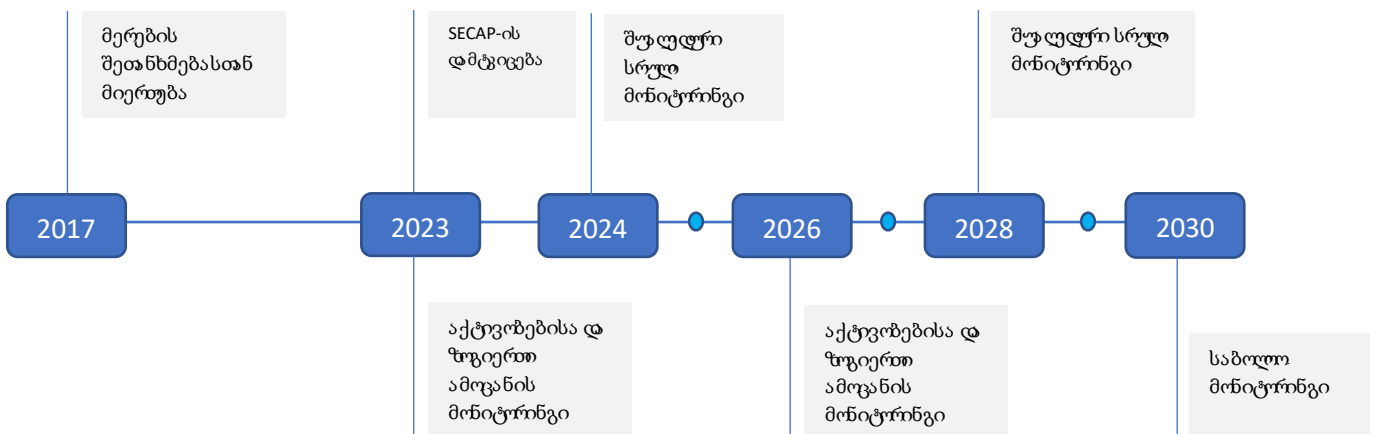 მერების
შეთანხმებასთან
მიერთება
SECAP-ის
დამტკიცება
შუალედური
სრული
მონიტორინგი
შუალედური სრული
მონიტორინგი
2017
2023
2024
2026
2028
2030
აქტივობებისა და
ზოგიერთი
ამოცანის
მონიტორინგი
აქტივობებისა და
ზოგიერთი
ამოცანის
მონიტორინგი
საბოლოო
მონიტორინგი